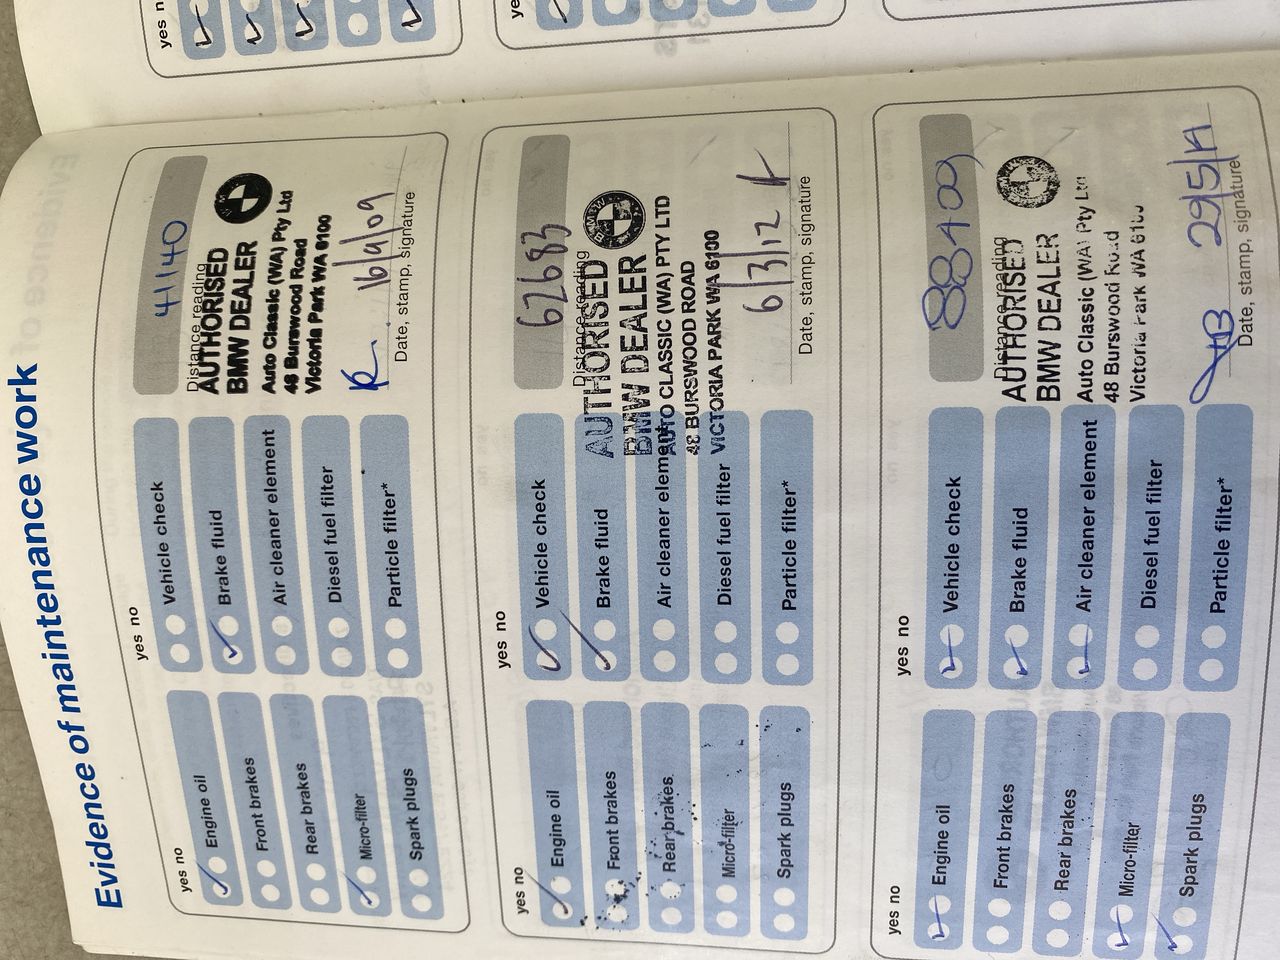 yes n
ye
Evidence of maintenance work
yes no
Engine oil
Front brakes
Rear brakes
Micro-filter
Spark plugs
yes no
Vehicle check
Brake fluid
Air cleaner element
Diesel fuel filter
Particle filter*
41140
Distance reading
AUTHORISED
BMW DEALER
Auto Classic (WA) Pty Ltd
48 Burswood Road
Victoria Park WA 6100
16/9/09
Date, stamp, signature
yes no
Engine oil
Front brakes
Rear brakes
Micro-filter
Spark plugs
yes no
Vehicle check
Brake fluid
Air cleaner element
Diesel fuel filter
Particle filter*
62683
Distance reading
AUTHORISED
BMW DEALER
BMW
AUTO CLASSIC (WA) PTY LTD
48 BURSWOOD ROAD
VICTORIA PARK WA 6100
6/3/12
Date, stamp, signature
yes no
Engine oil
Front brakes
Rear brakes
Micro-filter
Spark plugs
yes no
Vehicle check
Brake fluid
Air cleaner element
Diesel fuel filter
Particle filter*
88409
Distance reading
AUTHORISED
BMW DEALER
Auto Classic (WA) Pty Ltd
48 Burswood Road
Victoria Park WA 6100
29/5/
Date, stamp, signature